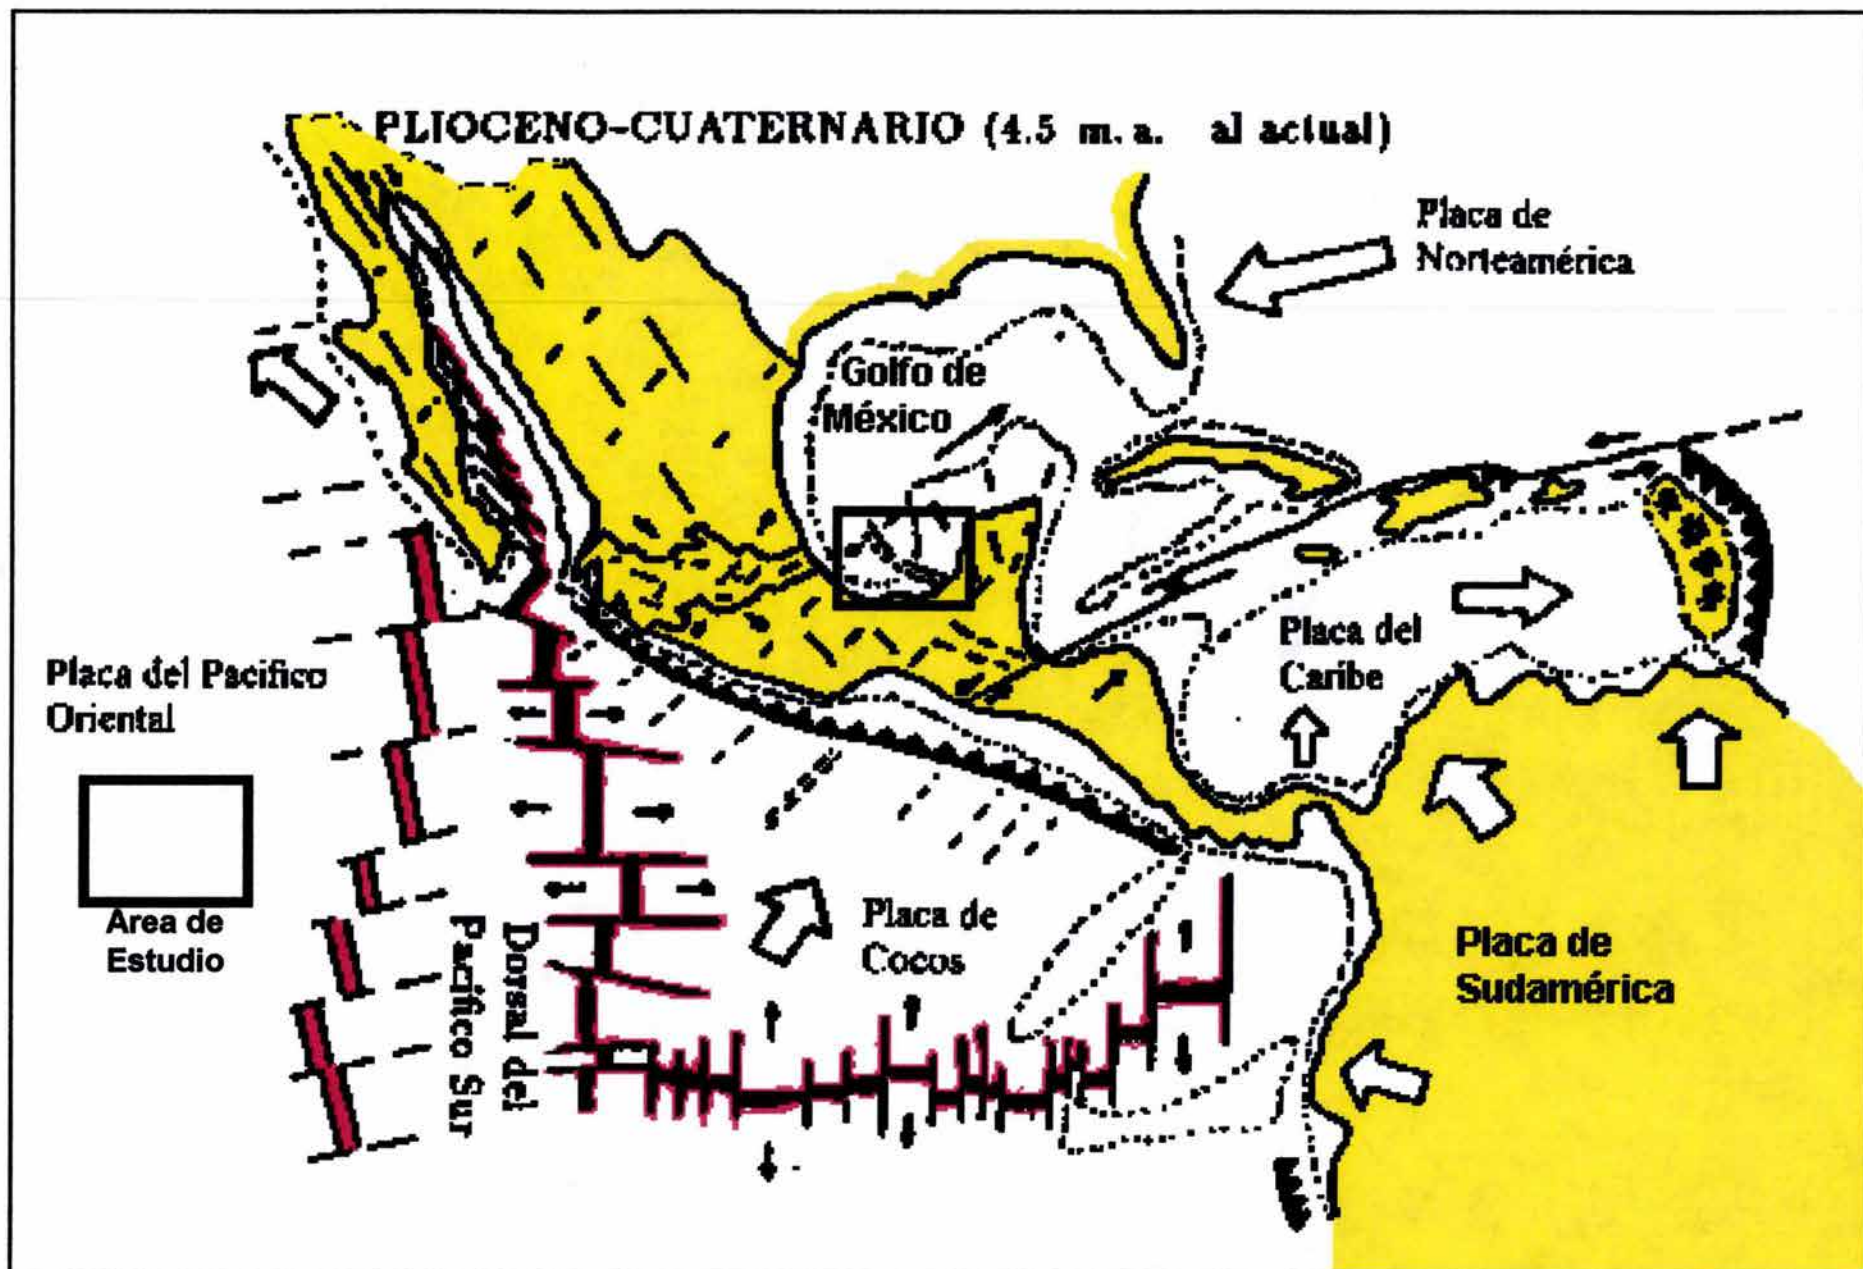 PLIOCENO-CUATERNARIO (4.5 m.a. al actual)
Placa de
Norteamérica
Golfo de
México
Placa del
Caribe
Placa del Pacifico
Oriental
Area de
Estudio
Dorsal del
Pacifico Sur
Placa de
Cocos
Placa de
Sudamérica